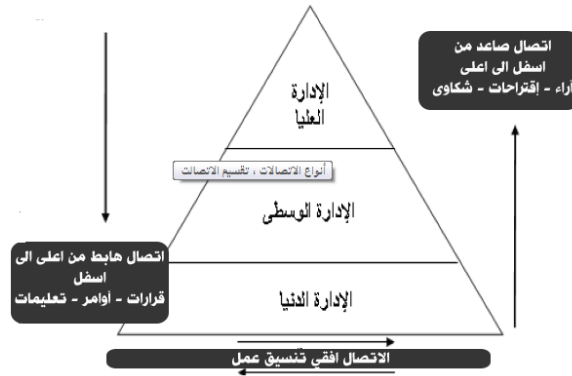 اتصال صاعد من
اسفل الى اعلى
آراء - إقتراحات - شكاوى
الإدارة
العليا
أنواع الاتصالات ، تقسيم الاتصالات
الإدارة الوسطى
اتصال هابط من اعلى الى
اسفل
قرارات - أوامر - تعليمات
الإدارة الدنيا
الاتصال افقي تنسيق عمل